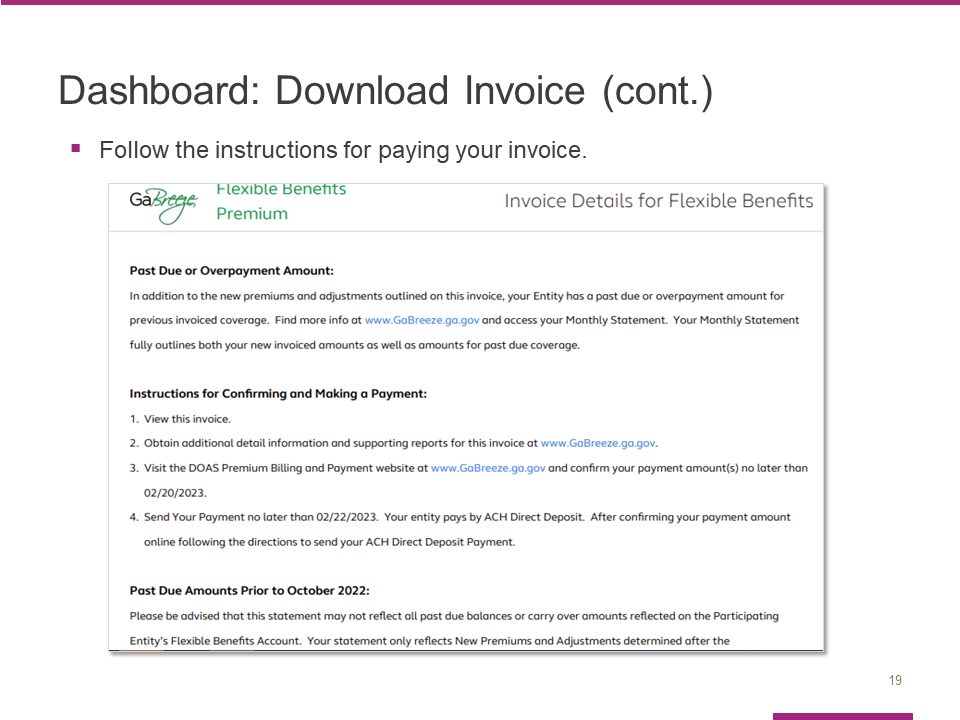 Dashboard: Download Invoice (cont.)
▪ Follow the instructions for paying your invoice.
GaBreeze
Flexible Benefits
Premium
Invoice Details for Flexible Benefits
Past Due or Overpayment Amount:
In addition to the new premiums and adjustments outlined on this invoice, your Entity has a past due or overpayment amount for
previous invoiced coverage. Find more info at www.GaBreeze.ga.gov and access your Monthly Statement. Your Monthly Statement
fully outlines both your new invoiced amounts as well as amounts for past due coverage.
Instructions for Confirming and Making a Payment:
1. View this invoice.
2. Obtain additional detail information and supporting reports for this invoice at www.GaBreeze.ga.gov.
3. Visit the DOAS Premium Billing and Payment website at www.GaBreeze.ga.gov and confirm your payment amount(s) no later than
02/20/2023.
4. Send Your Payment no later than 02/22/2023. Your entity pays by ACH Direct Deposit. After confirming your payment amount
online following the directions to send your ACH Direct Deposit Payment.
Past Due Amounts Prior to October 2022:
Please be advised that this statement may not reflect all past due balances or carry over amounts reflected on the Participating
Entity's Flexible Benefits Account. Your statement only reflects New Premiums and Adjustments determined after the
19